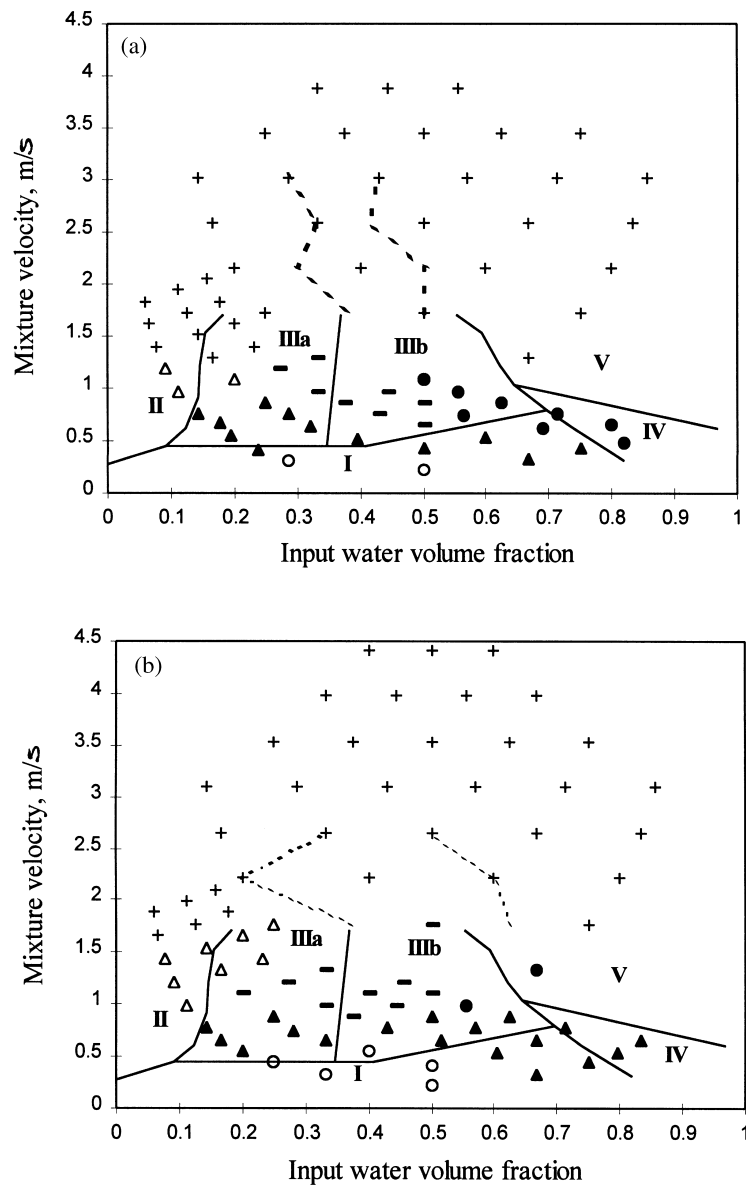 (a)
4.5
4
3.5
3
2.5
2
1.5
1
0.5
0
Mixture velocity, m/s
IIIa
IIIb
II
I
V
IV
0 0.1 0.2 0.3 0.4 0.5 0.6 0.7 0.8 0.9 1
Input water volume fraction
(b)
4.5
4
3.5
3
2.5
2
1.5
1
0.5
0
Mixture velocity, m/s
IIIa
IIIb
II
I
V
IV
0 0.1 0.2 0.3 0.4 0.5 0.6 0.7 0.8 0.9 1
Input water volume fraction